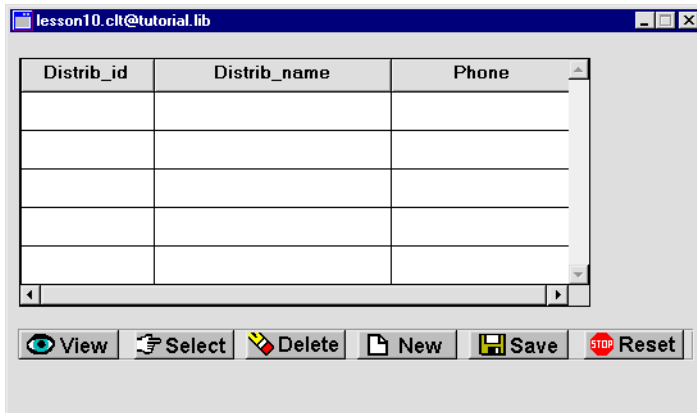 lesson10.clt@tutorial.lib
Distrib_id Distrib_name Phone
View Select Delete New Save STOP Reset